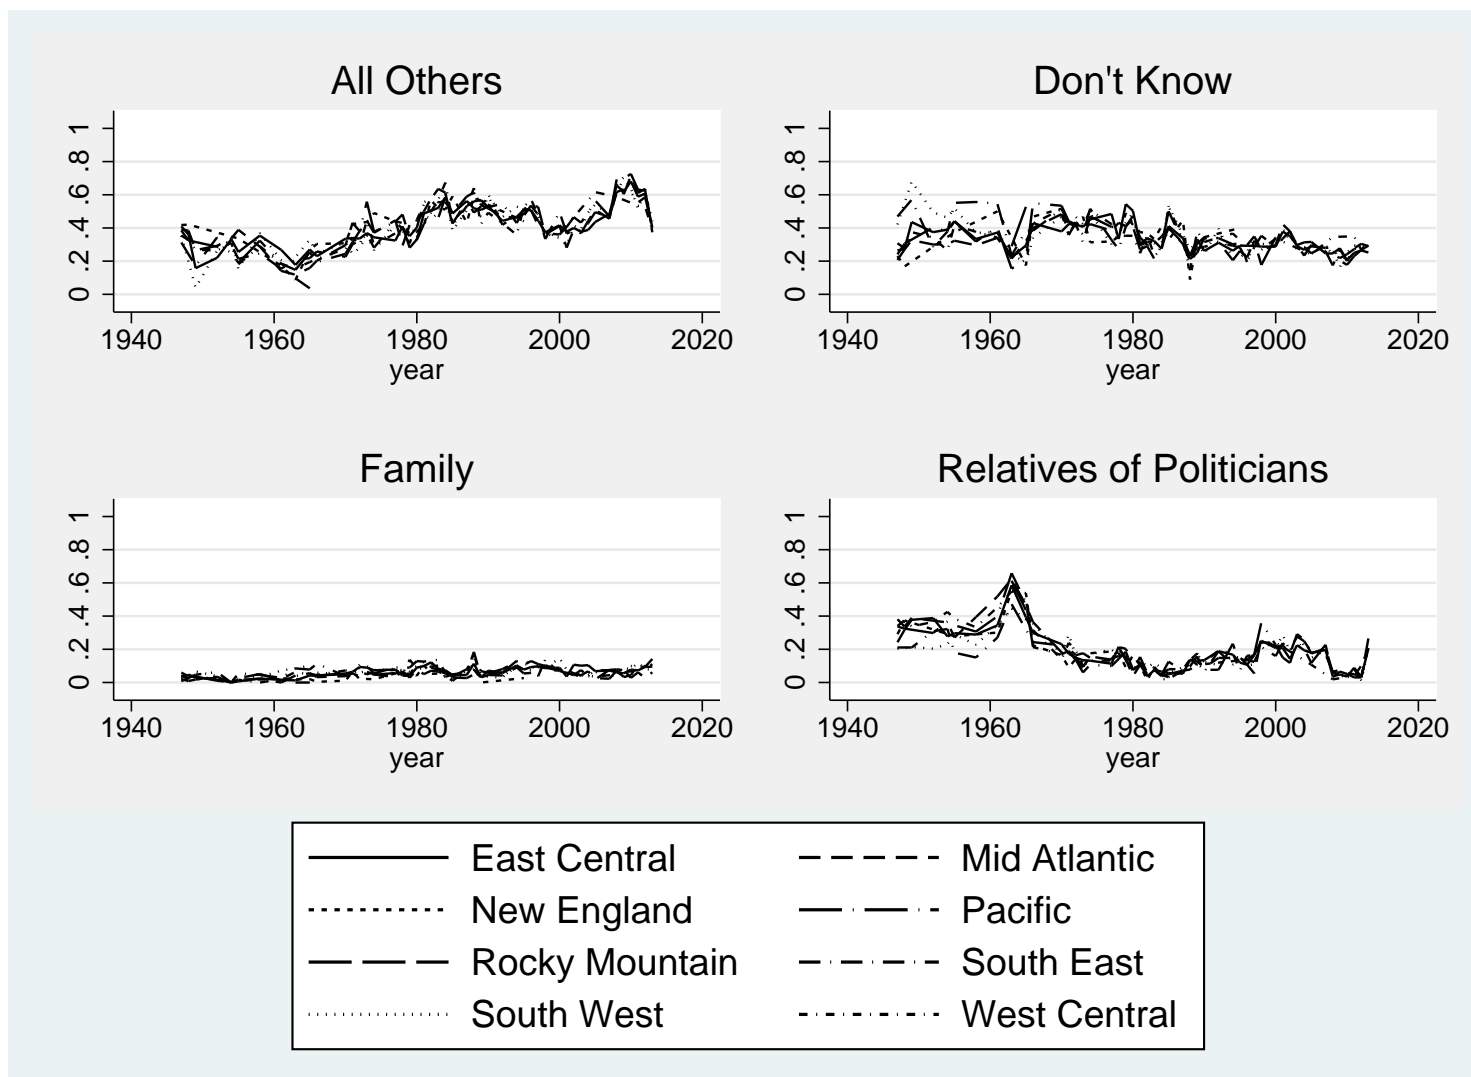 All Others
1
.8
.6
.4
.2
0
1940 1960 1980 2000 2020
year
Don't Know
1
.8
.6
.4
.2
0
1940 1960 1980 2000 2020
year
Family
1
.8
.6
.4
.2
0
1940 1960 1980 2000 2020
year
Relatives of Politicians
1
.8
.6
.4
.2
0
1940 1960 1980 2000 2020
year
East Central
Mid Atlantic
New England
Pacific
Rocky Mountain
South East
South West
West Central